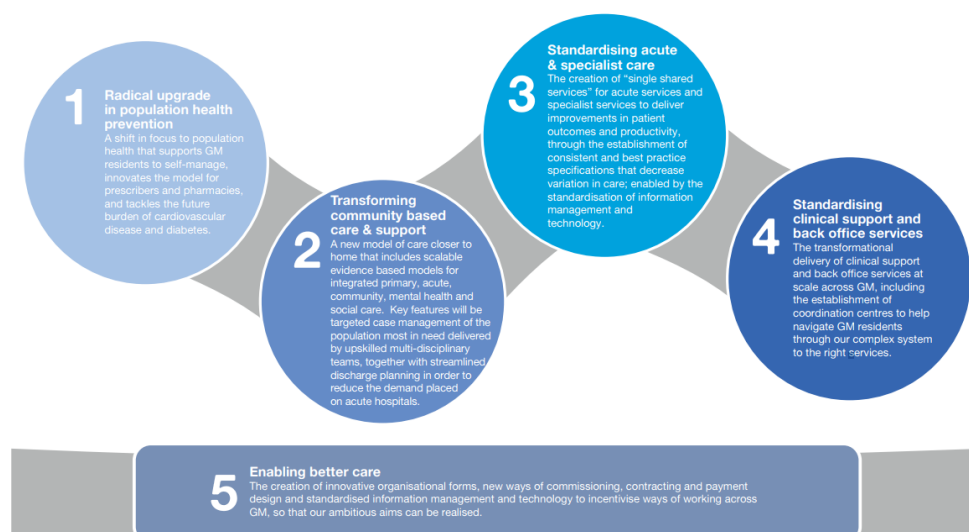 1
Radical upgrade
in population health
prevention
A shift in focus to population
health that supports GM
residents to self-manage,
innovates the model for
prescribers and pharmacies,
and tackles the future
burden of cardiovascular
disease and diabetes.
2
Transforming
community based
care & support
A new model of care closer to
home that includes scalable
evidence based models for
integrated primary, acute,
community, mental health and
social care. Key features will be
targeted case management of the
population most in need delivered
by upskilled multi-disciplinary
teams, together with streamlined
discharge planning in order to
reduce the demand placed
on acute hospitals.
3
Standardising acute
& specialist care
The creation of “single shared
services” for acute services and
specialist services to deliver
improvements in patient
outcomes and productivity,
through the establishment of
consistent and best practice
specifications that decrease
variation in care; enabled by the
standardisation of information
management and
technology.
4
Standardising
clinical support and
back office services
The transformational
delivery of clinical support
and back office services at
scale across GM, including
the establishment of
coordination centres to help
navigate GM residents
through our complex system
to the right services.
5
Enabling better care
The creation of innovative organisational forms, new ways of commissioning, contracting and payment
design and standardised information management and technology to incentivise ways of working across
GM, so that our ambitious aims can be realised.